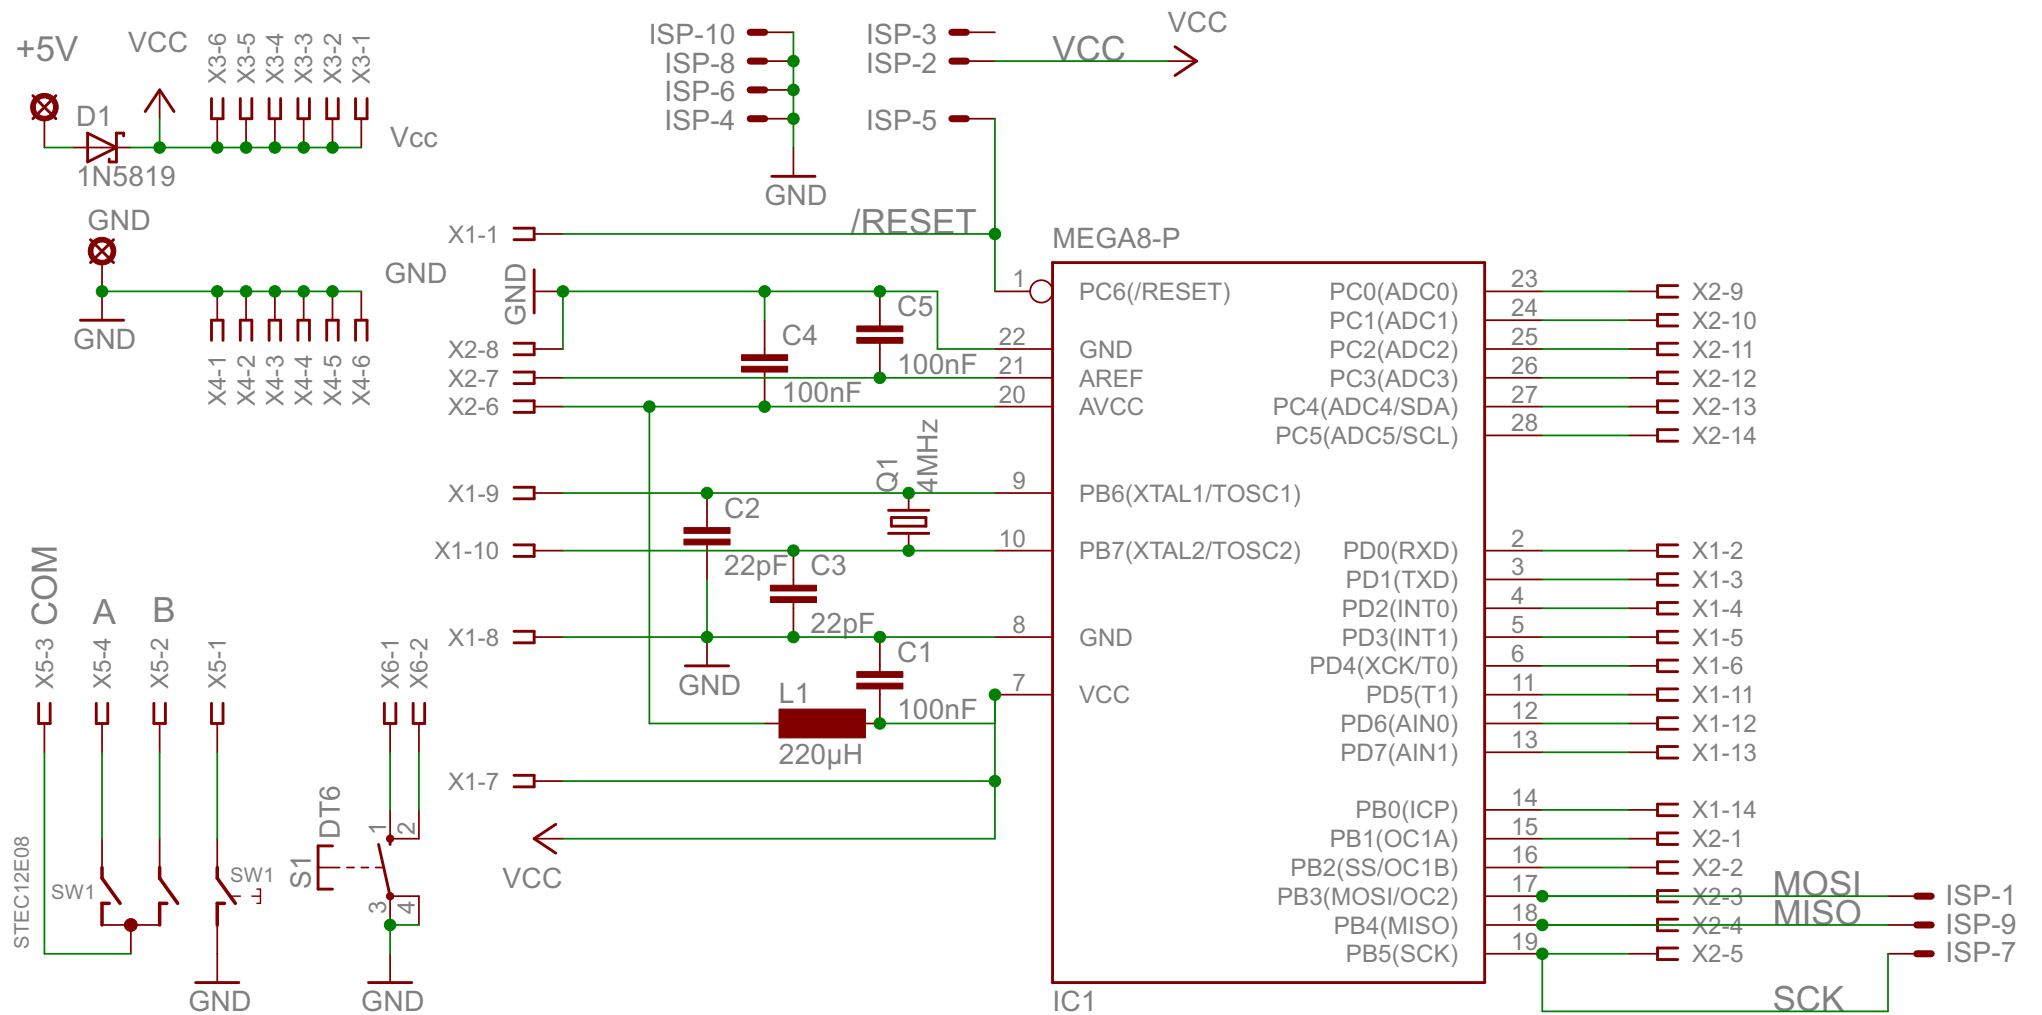 +5V
VCC
X3-6
X3-5
X3-4
X3-3
X3-2
X3-1
D1
1N5819
Vcc
GND
GND
GND
X4-1
X4-2
X4-3
X4-4
X4-5
X4-6
ISP-10
ISP-8
ISP-6
ISP-4
GND
ISP-3
ISP-2
ISP-5
VCC
VCC
/RESET
X1-1
GND
X2-8
X2-7
X2-6
C4
100nF
C5
100nF
X1-9
X1-10
X1-8
X1-7
C2
22pF
C3
22pF
Q1
4MHz
GND
C1
100nF
L1
220µH
VCC
MEGA8-P
1
PC6(/RESET)
22
GND
21
AREF
20
AVCC
9
PB6(XTAL1/TOSC1)
10
PB7(XTAL2/TOSC2)
8
GND
7
VCC
IC1
PC0(ADC0) 23 X2-9
PC1(ADC1) 24 X2-10
PC2(ADC2) 25 X2-11
PC3(ADC3) 26 X2-12
PC4(ADC4/SDA) 27 X2-13
PC5(ADC5/SCL) 28 X2-14
PD0(RXD) 2 X1-2
PD1(TXD) 3 X1-3
PD2(INT0) 4 X1-4
PD3(INT1) 5 X1-5
PD4(XCK/T0) 6 X1-6
PD5(T1) 11 X1-11
PD6(AIN0) 12 X1-12
PD7(AIN1) 13 X1-13
PB0(ICP) 14 X1-14
PB1(OC1A) 15 X2-1
PB2(SS/OC1B) 16 X2-2
PB3(MOSI/OC2) 17 X2-3 MOSI ISP-1
PB4(MISO) 18 X2-4 MISO ISP-9
PB5(SCK) 19 X2-5 ISP-7
SCK
COM
A
B
X5-3
X5-4
X5-2
X5-1
X6-1
X6-2
STEC12E08
SW1
SW1
GND
S1
DT6
1
2
3
4
GND